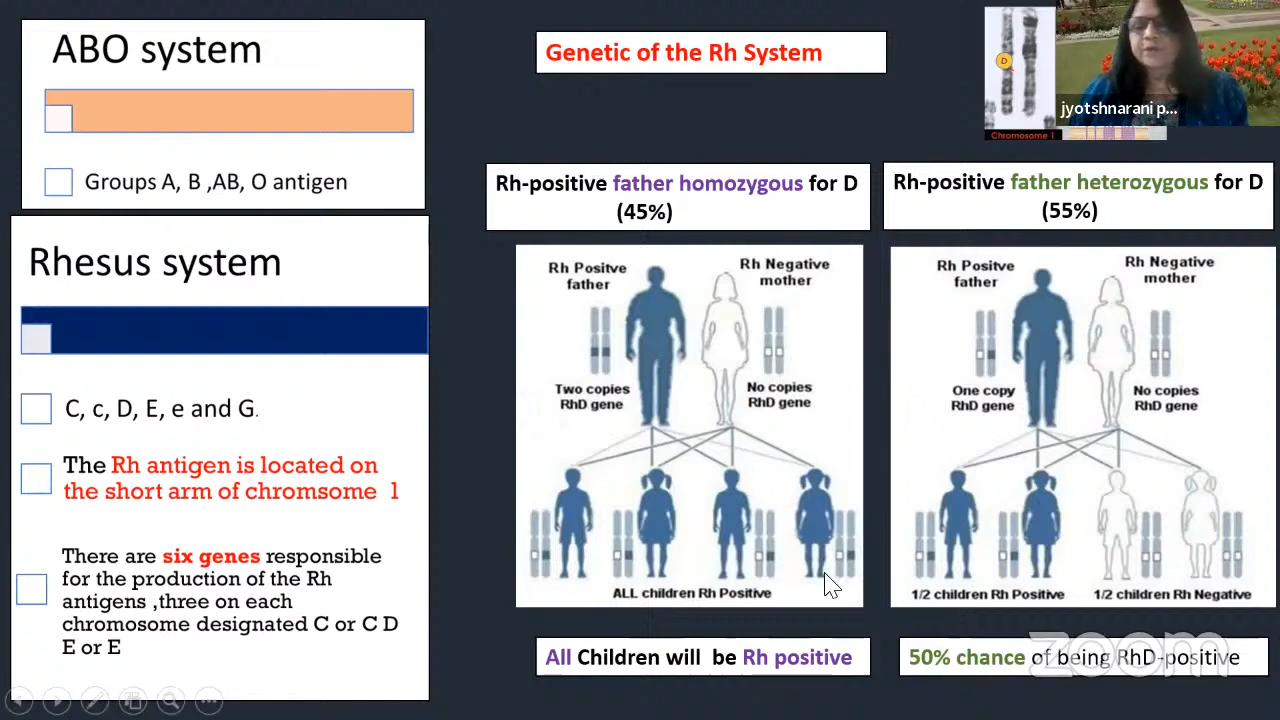 ABO system
Groups A, B ,AB, O antigen
Rhesus system
C, c, D, E, e and G.
The Rh antigen is located on
the short arm of chromsome 1
There are six genes responsible
for the production of the Rh
antigens ,three on each
chromosome designated C or C D
E or E
Genetic of the Rh System
D
Chromosome 1
jyotshnarani p...
Rh-positive father homozygous for D
(45%)
Rh Positve
father
Rh Negative
mother
Two copies
RhD gene
No copies
RhD gene
ALL children Rh Positive
All Children will be Rh positive
Rh-positive father heterozygous for D
(55%)
Rh Positve
father
Rh Negative
mother
One copy
RhD gene
No copies
RhD gene
1/2 children Rh Positive
1/2 children Rh Negative
50% chance of being RhD-positive
zoom